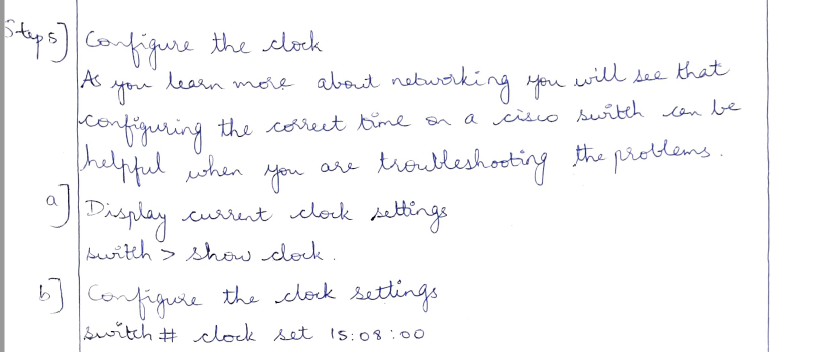 Step 5] Configure the clock
As you learn more about networking you will see that
configuring the correct time on a cisco switch can be
helpful when you are troubleshooting the problems.
a] Display current clock settings
switch > show clock.
b] Configure the clock settings
switch # clock set 15:08:00